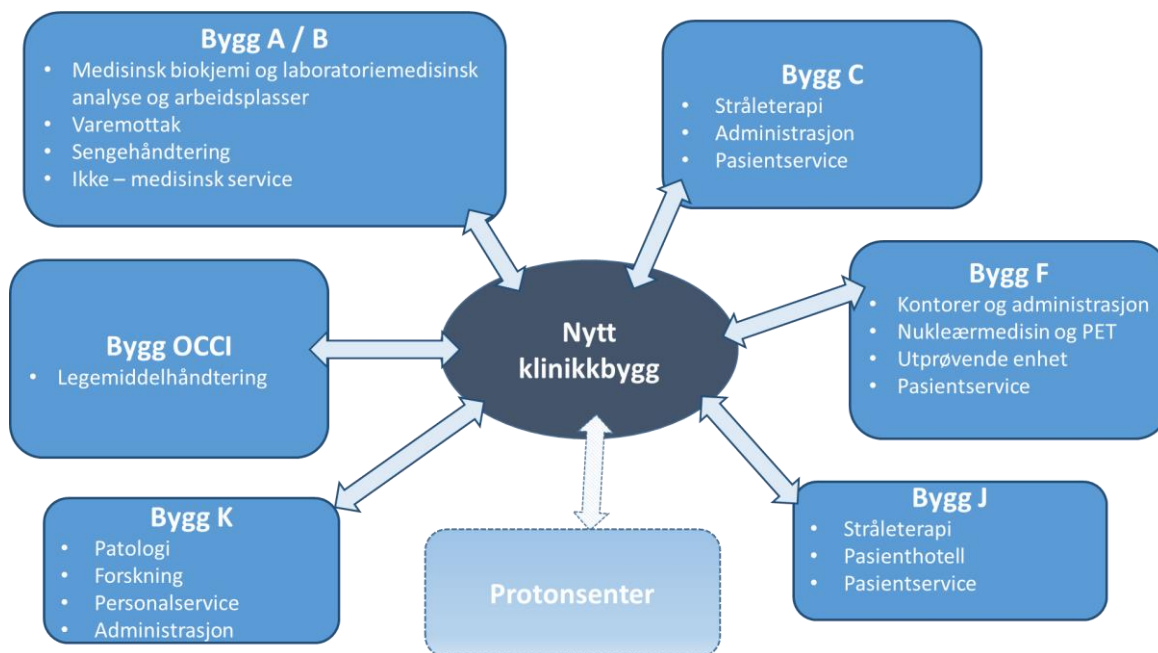 Bygg A / B
• Medisinsk biokjemi og laboratoriemedisinsk
analyse og arbeidsplasser
• Varemottak
• Sengehåndtering
• Ikke – medisinsk service
Bygg C
• Stråleterapi
• Administrasjon
• Pasientservice
Bygg OCCI
• Legemiddelhåndtering
Nytt
klinikkbygg
Bygg F
• Kontorer og administrasjon
• Nukleærmedisin og PET
• Utprøvende enhet
• Pasientservice
Bygg K
• Patologi
• Forskning
• Personalservice
• Administrasjon
Protonsenter
Bygg J
• Stråleterapi
• Pasienthotell
• Pasientservice